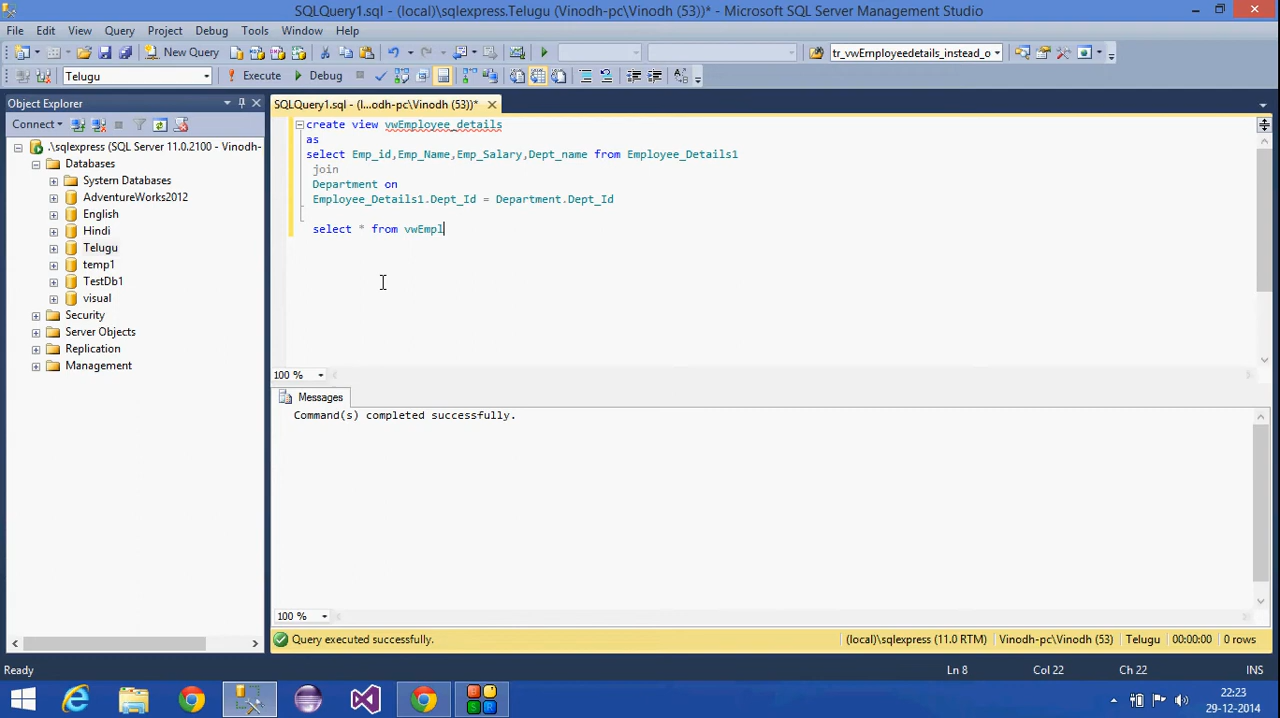 SQLQuery1.sql - (local)\sqlexpress.Telugu (Vinodh-pc\Vinodh (53))* - Microsoft SQL Server Management Studio
File Edit View Query Project Debug Tools Window Help
New Query tr_vwEmployeedetails_instead_o
Telugu Execute Debug
Object Explorer
Connect
.\sqlexpress (SQL Server 11.0.2100 - Vinodh-
Databases
System Databases
AdventureWorks2012
English
Hindi
Telugu
temp1
TestDb1
visual
Security
Server Objects
Replication
Management
SQLQuery1.sql - (l...odh-pc\Vinodh (53))*
create view vwEmployee_details
as
select Emp_id,Emp_Name,Emp_Salary,Dept_name from Employee_Details1
join
Department on
Employee_Details1.Dept_Id = Department.Dept_Id
select * from vwEmpl
100 %
Messages
Command(s) completed successfully.
100 %
Query executed successfully. (local)\sqlexpress (11.0 RTM) Vinodh-pc\Vinodh (53) Telugu 00:00:00 0 rows
Ready Ln 8 Col 22 Ch 22 INS
22:23
29-12-2014